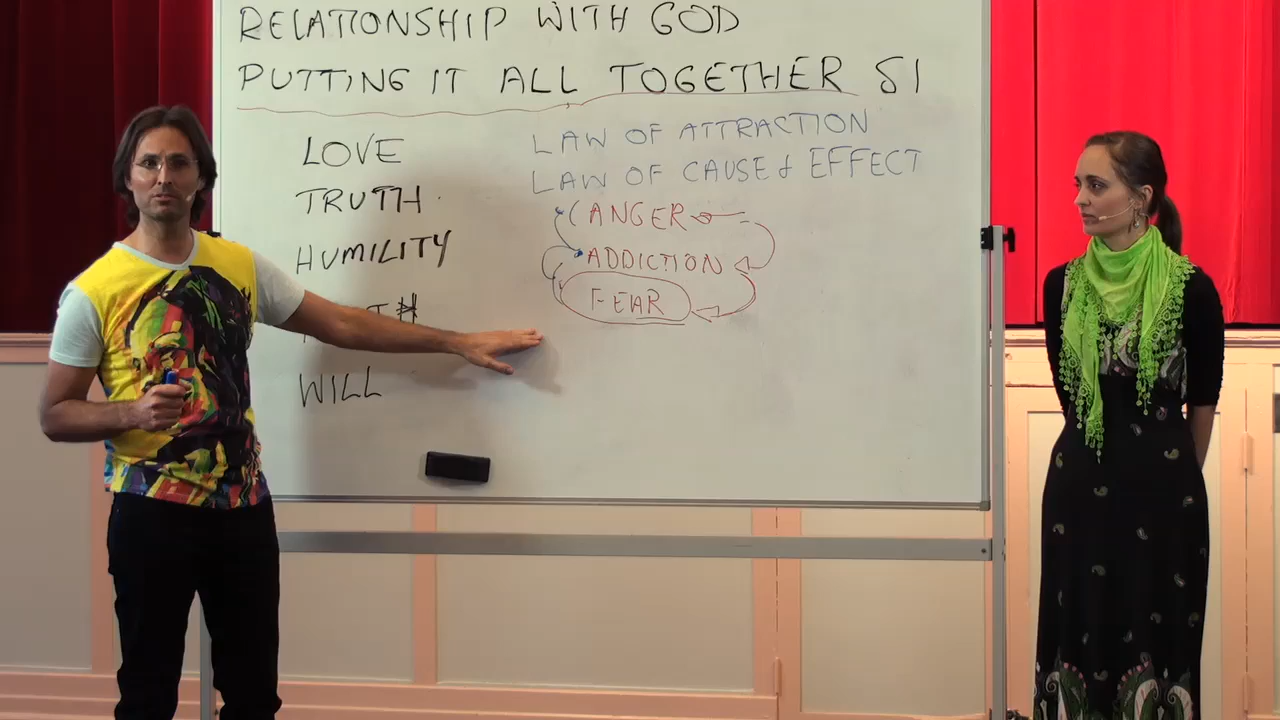 RELATIONSHIP WITH GOD
PUTTING IT ALL TOGETHER S1
LOVE
TRUTH
HUMILITY
WILL
LAW OF ATTRACTION
LAW OF CAUSE & EFFECT
ANGER
ADDICTION
FEAR